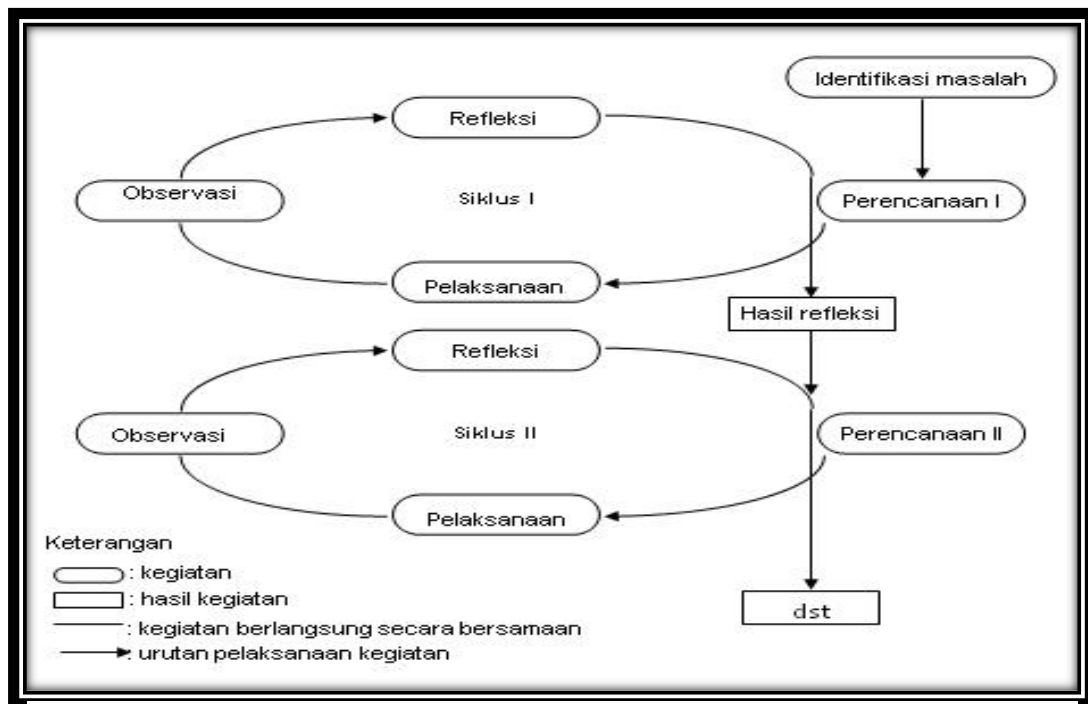 Identifikasi masalah
Refleksi
Observasi
Siklus I
Perencanaan I
Pelaksanaan
Hasil refleksi
Refleksi
Observasi
Siklus II
Perencanaan II
Pelaksanaan
Keterangan
: kegiatan
: hasil kegiatan
: kegiatan berlangsung secara bersamaan
: urutan pelaksanaan kegiatan
dst